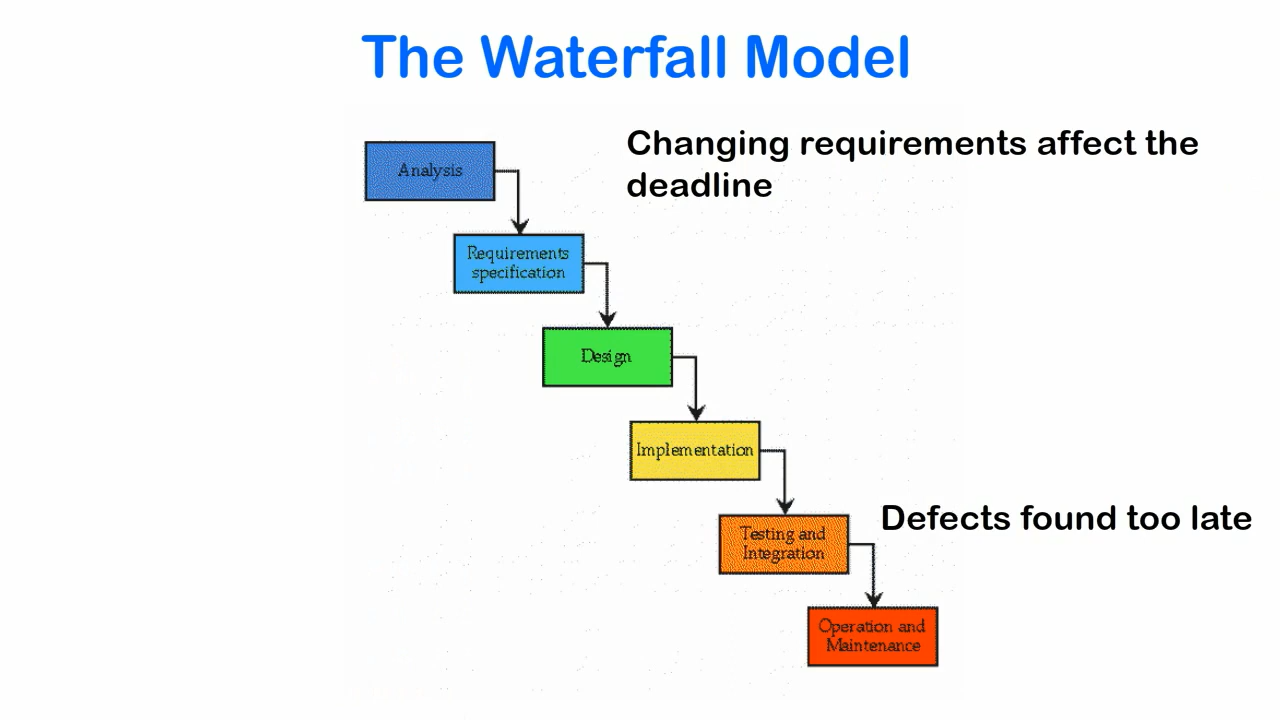 The Waterfall Model
Changing requirements affect the
deadline
Analysis
Requirements
specification
Design
Implementation
Defects found too late
Testing and
Integration
Operation and
Maintenance